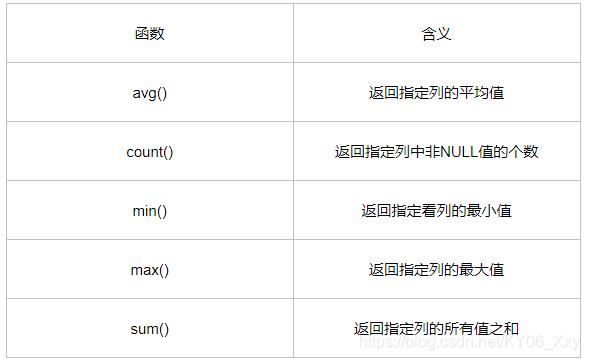 函数 含义
avg() 返回指定列的平均值
count() 返回指定列中非NULL值的个数
min() 返回指定看列的最小值
max() 返回指定列的最大值
sum() 返回指定列的所有值之和
https://blog.csdn.net/KY06_Xxy